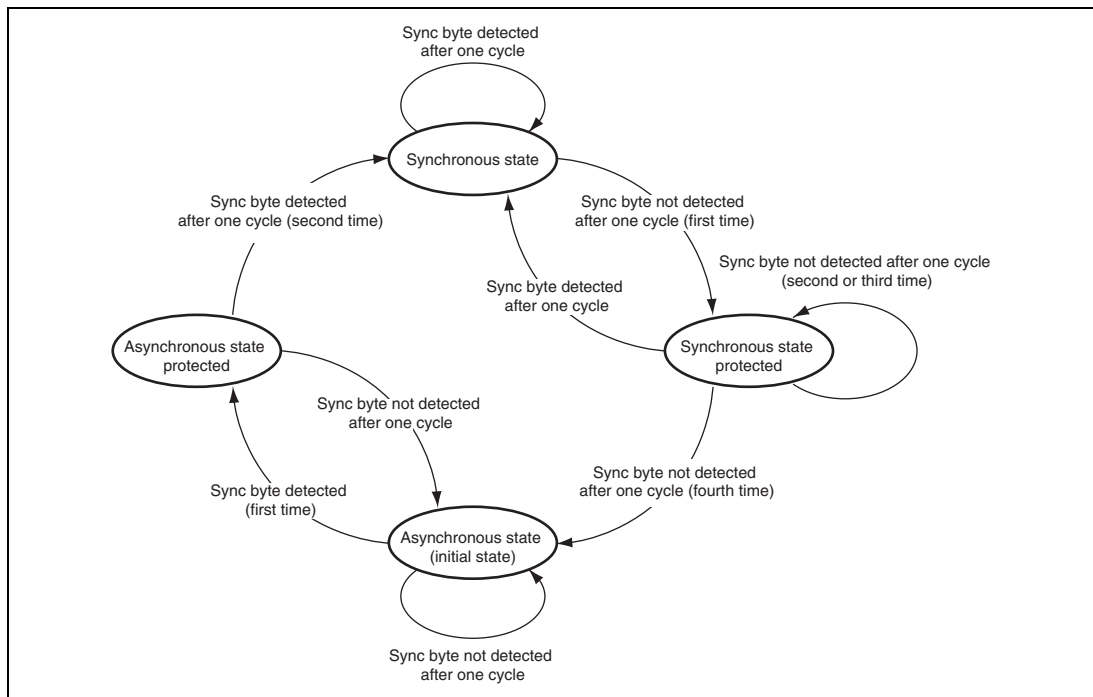 Sync byte detected
after one cycle
Synchronous state
Sync byte detected
after one cycle (second time)
Sync byte not detected
after one cycle (first time)
Sync byte not detected after one cycle
(second or third time)
Sync byte detected
after one cycle
Asynchronous state
protected
Synchronous state
protected
Sync byte not detected
after one cycle
Sync byte not detected
after one cycle (fourth time)
Sync byte detected
(first time)
Asynchronous state
(initial state)
Sync byte not detected
after one cycle